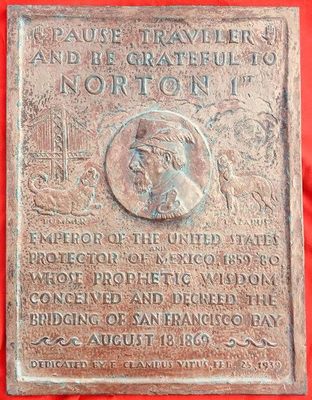 PAUSE, TRAVELER
AND BE GRATEFUL TO
NORTON 1ST
BUMMER
LAZARUS
EMPEROR OF THE UNITED STATES
AND
PROTECTOR OF MEXICO, 1859-80
WHOSE PROPHETIC WISDOM
CONCEIVED AND DECREED THE
BRIDGING OF SAN FRANCISCO BAY
AUGUST 18, 1869
DEDICATED BY E CLAMPUS VITUS, FEB. 25, 1939